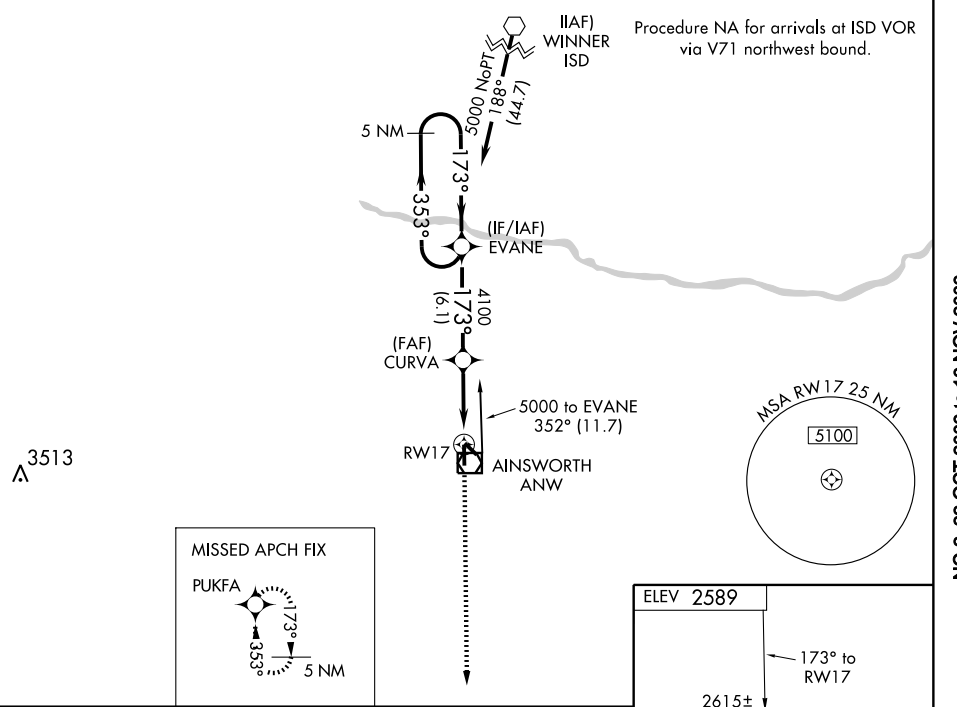 IIAF)
WINNER
ISD
Procedure NA for arrivals at ISD VOR
via V71 northwest bound.
5000 NoPT
188°
(44.7)
5 NM
173°
353°
(IF/IAF)
EVANE
4100
173°
(6.1)
(FAF)
CURVA
5000 to EVANE
352° (11.7)
RW17
AINSWORTH
ANW
3513
MSA RW17 25 NM
5100
MISSED APCH FIX
PUKFA
173°
353°
5 NM
ELEV 2589
173° to
RW17
2615±